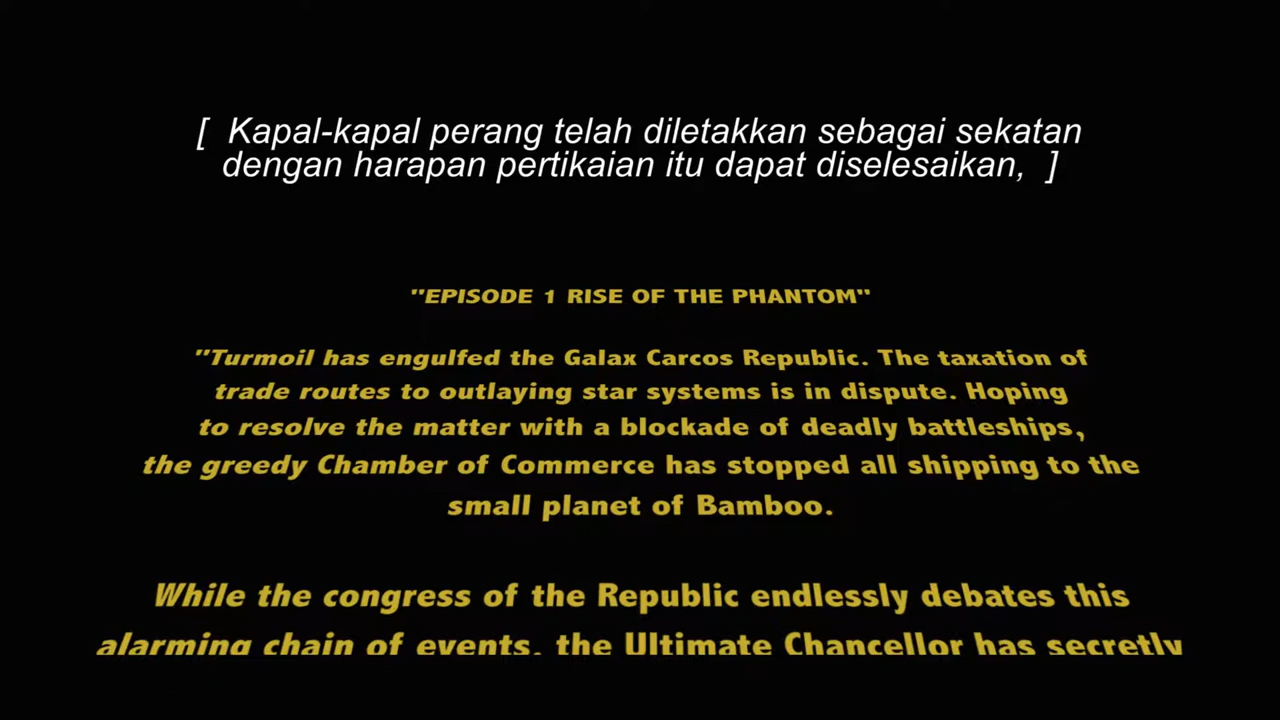 [ Kapal-kapal perang telah diletakkan sebagai sekatan
dengan harapan pertikaian itu dapat diselesaikan, ]
"EPISODE 1 RISE OF THE PHANTOM"
"Turmoil has engulfed the Galax Carcos Republic. The taxation of
trade routes to outlaying star systems is in dispute. Hoping
to resolve the matter with a blockade of deadly battleships,
the greedy Chamber of Commerce has stopped all shipping to the
small planet of Bamboo.
While the congress of the Republic endlessly debates this
alarming chain of events, the Ultimate Chancellor has secretly